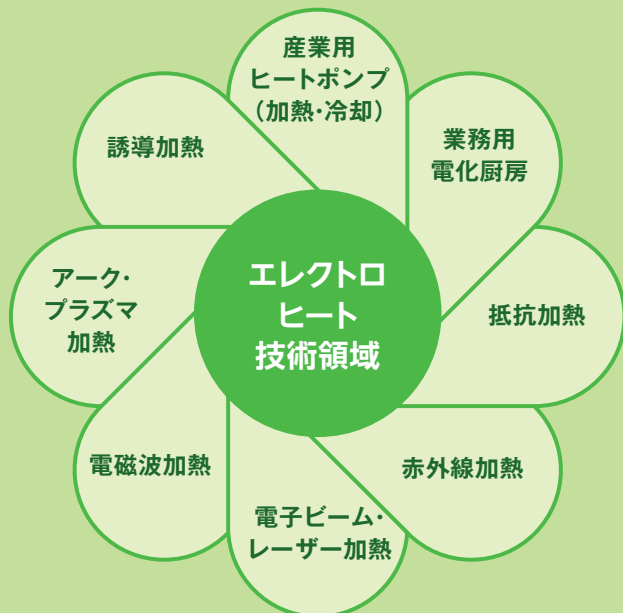 産業用
ヒートポンプ
（加熱・冷却）
業務用
電化厨房
抵抗加熱
赤外線加熱
電子ビーム・
レーザー加熱
電磁波加熱
アーク・
プラズマ
加熱
誘導加熱
エレクトロ
ヒート
技術領域